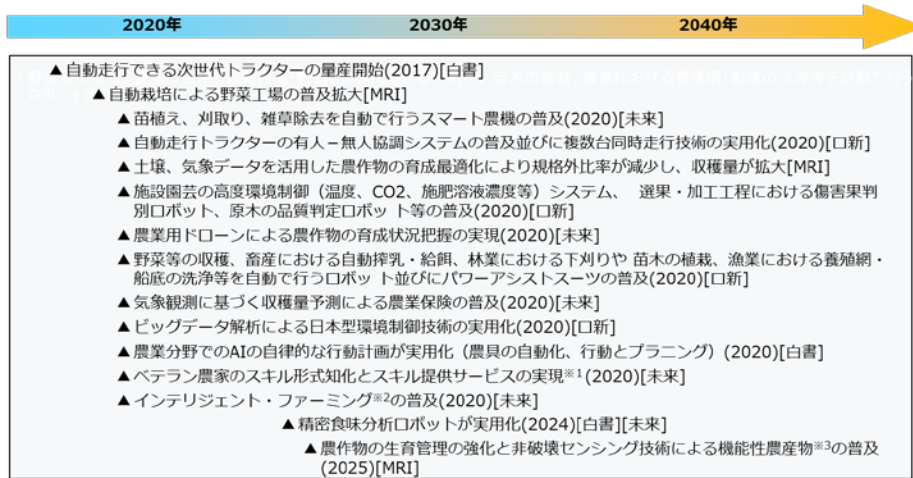 2020年 2030年 2040年
▲自動走行できる次世代トラクターの量産開始(2017)[白書]
▲自動栽培による野菜工場の普及拡大[MRI]
▲苗植え、刈取り、雑草除去を自動で行うスマート農機の普及(2020)[未来]
▲自動走行トラクターの有人－無人協調システムの普及並びに複数台同時走行技術の実用化(2020)[ロ新]
▲土壌、気象データを活用した農作物の育成最適化により規格外比率が減少し、収穫量が拡大[MRI]
▲施設園芸の高度環境制御（温度、CO2、施肥溶液濃度等）システム、 選果・加工工程における傷害果判
別ロボット、原木の品質判定ロボッ ト等の普及(2020)[ロ新]
▲農業用ドローンによる農作物の育成状況把握の実現(2020)[未来]
▲野菜等の収穫、畜産における自動搾乳・給餌、林業における下刈りや 苗木の植栽、漁業における養殖網・
船底の洗浄等を自動で行うロボッ ト並びにパワーアシストスーツの普及(2020)[ロ新]
▲気象観測に基づく収穫量予測による農業保険の普及(2020)[未来]
▲ビッグデータ解析による日本型環境制御技術の実用化(2020)[ロ新]
▲農業分野でのAIの自律的な行動計画が実用化（農具の自動化、行動とプラニング）(2020)[白書]
▲ベテラン農家のスキル形式知化とスキル提供サービスの実現※1(2020)[未来]
▲インテリジェント・ファーミング※2の普及(2020)[未来]
▲精密食味分析ロボットが実用化(2024)[白書][未来]
▲農作物の生育管理の強化と非破壊センシング技術による機能性農産物※3の普及
(2025)[MRI]